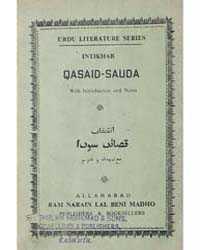 URDU LITERATURE SERIES
INTIKHAB
QASAID-SAUDA
With Introduction and Notes
انتخاب
قصائد سودا
ALLAHABAD
RAM NARAIN LAL BENI MADHO
PUBLISHERS & BOOKSELLERS